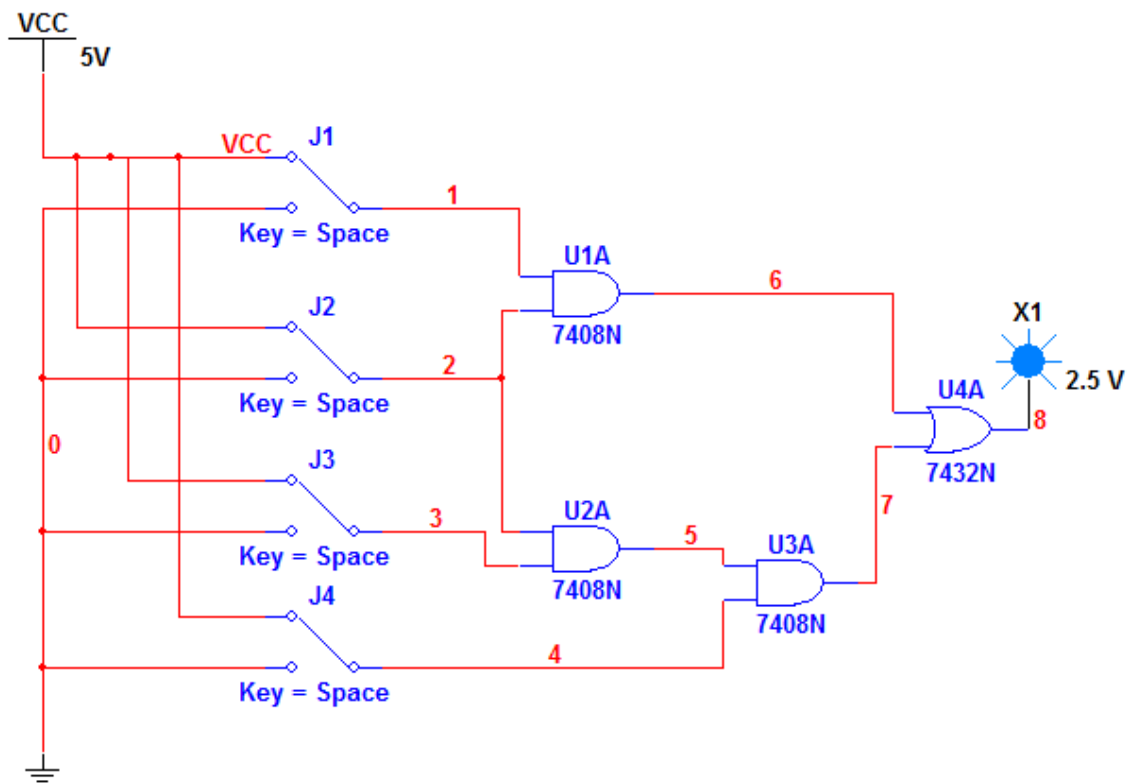 VCC
5V
VCC
J1
Key = Space
1
U1A
7408N
6
J2
Key = Space
2
X1
2.5 V
U4A
7432N
8
0
J3
Key = Space
3
U2A
7408N
5
U3A
7408N
7
J4
Key = Space
4